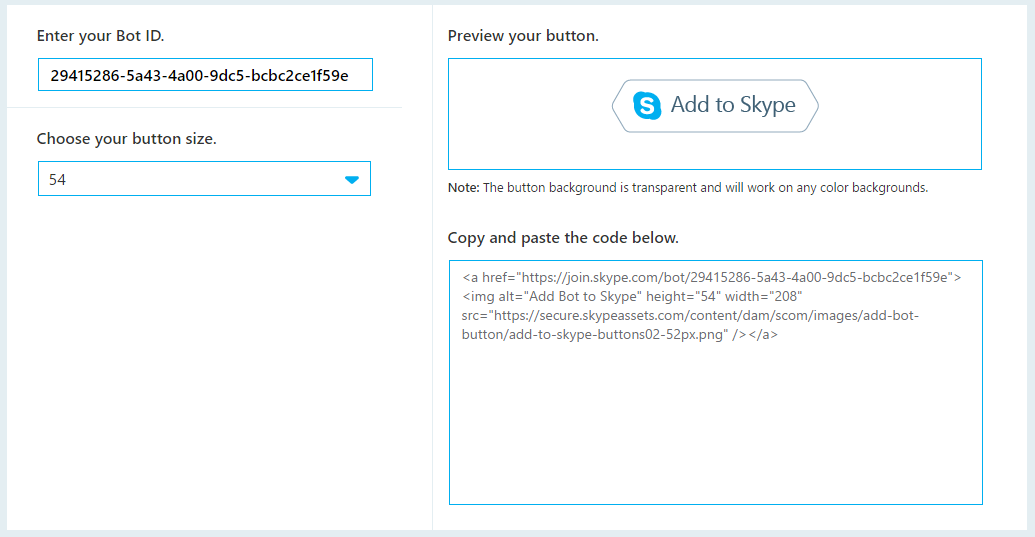 Enter your Bot ID.
29415286-5a43-4a00-9dc5-bcbc2ce1f59e
Choose your button size.
54
Preview your button.
Add to Skype
Note: The button background is transparent and will work on any color backgrounds.
Copy and paste the code below.
<a href="https://join.skype.com/bot/29415286-5a43-4a00-9dc5-bcbc2ce1f59e">
<img alt="Add Bot to Skype" height="54" width="208"
src="https://secure.skypeassets.com/content/dam/scom/images/add-bot-
button/add-to-skype-buttons02-52px.png" /></a>